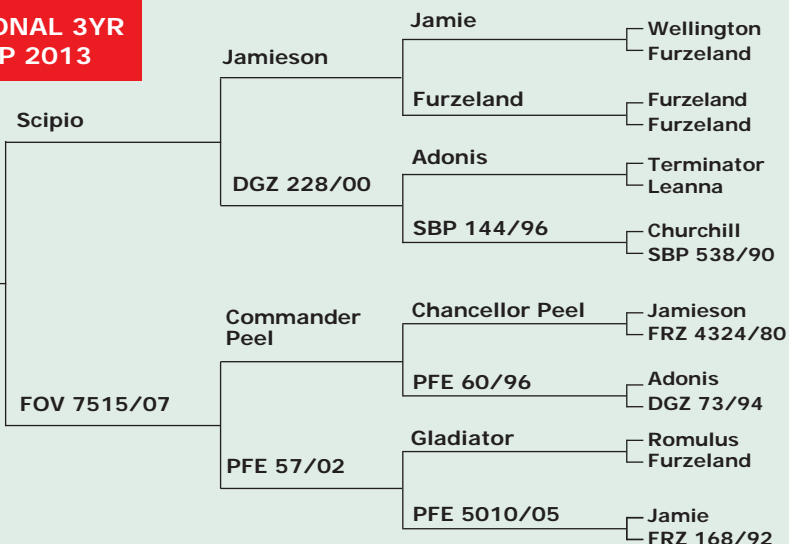 ONAL 3YR
P 2013
Scipio
FOV 7515/07
Jamieson
DGZ 228/00
Commander
Peel
PFE 57/02
Jamie
Furzeland
Adonis
SBP 144/96
Chancellor Peel
PFE 60/96
Gladiator
PFE 5010/05
Wellington
Furzeland
Furzeland
Furzeland
Terminator
Leanna
Churchill
SBP 538/90
Jamieson
FRZ 4324/80
Adonis
DGZ 73/94
Romulus
Furzeland
Jamie
FRZ 168/92